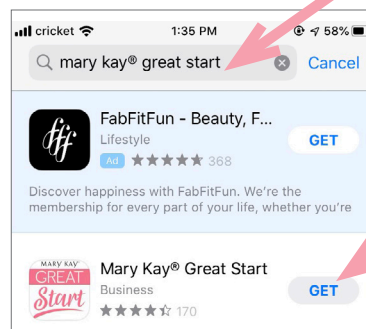 cricket 1:35 PM 58%
mary kay® great start Cancel
fff
FabFitFun - Beauty, F...
Lifestyle
GET
Ad 368
Discover happiness with FabFitFun. We're the
membership for every part of your life, whether you're
MARY KAY
GREAT
Start
Mary Kay® Great Start
Business
GET
170